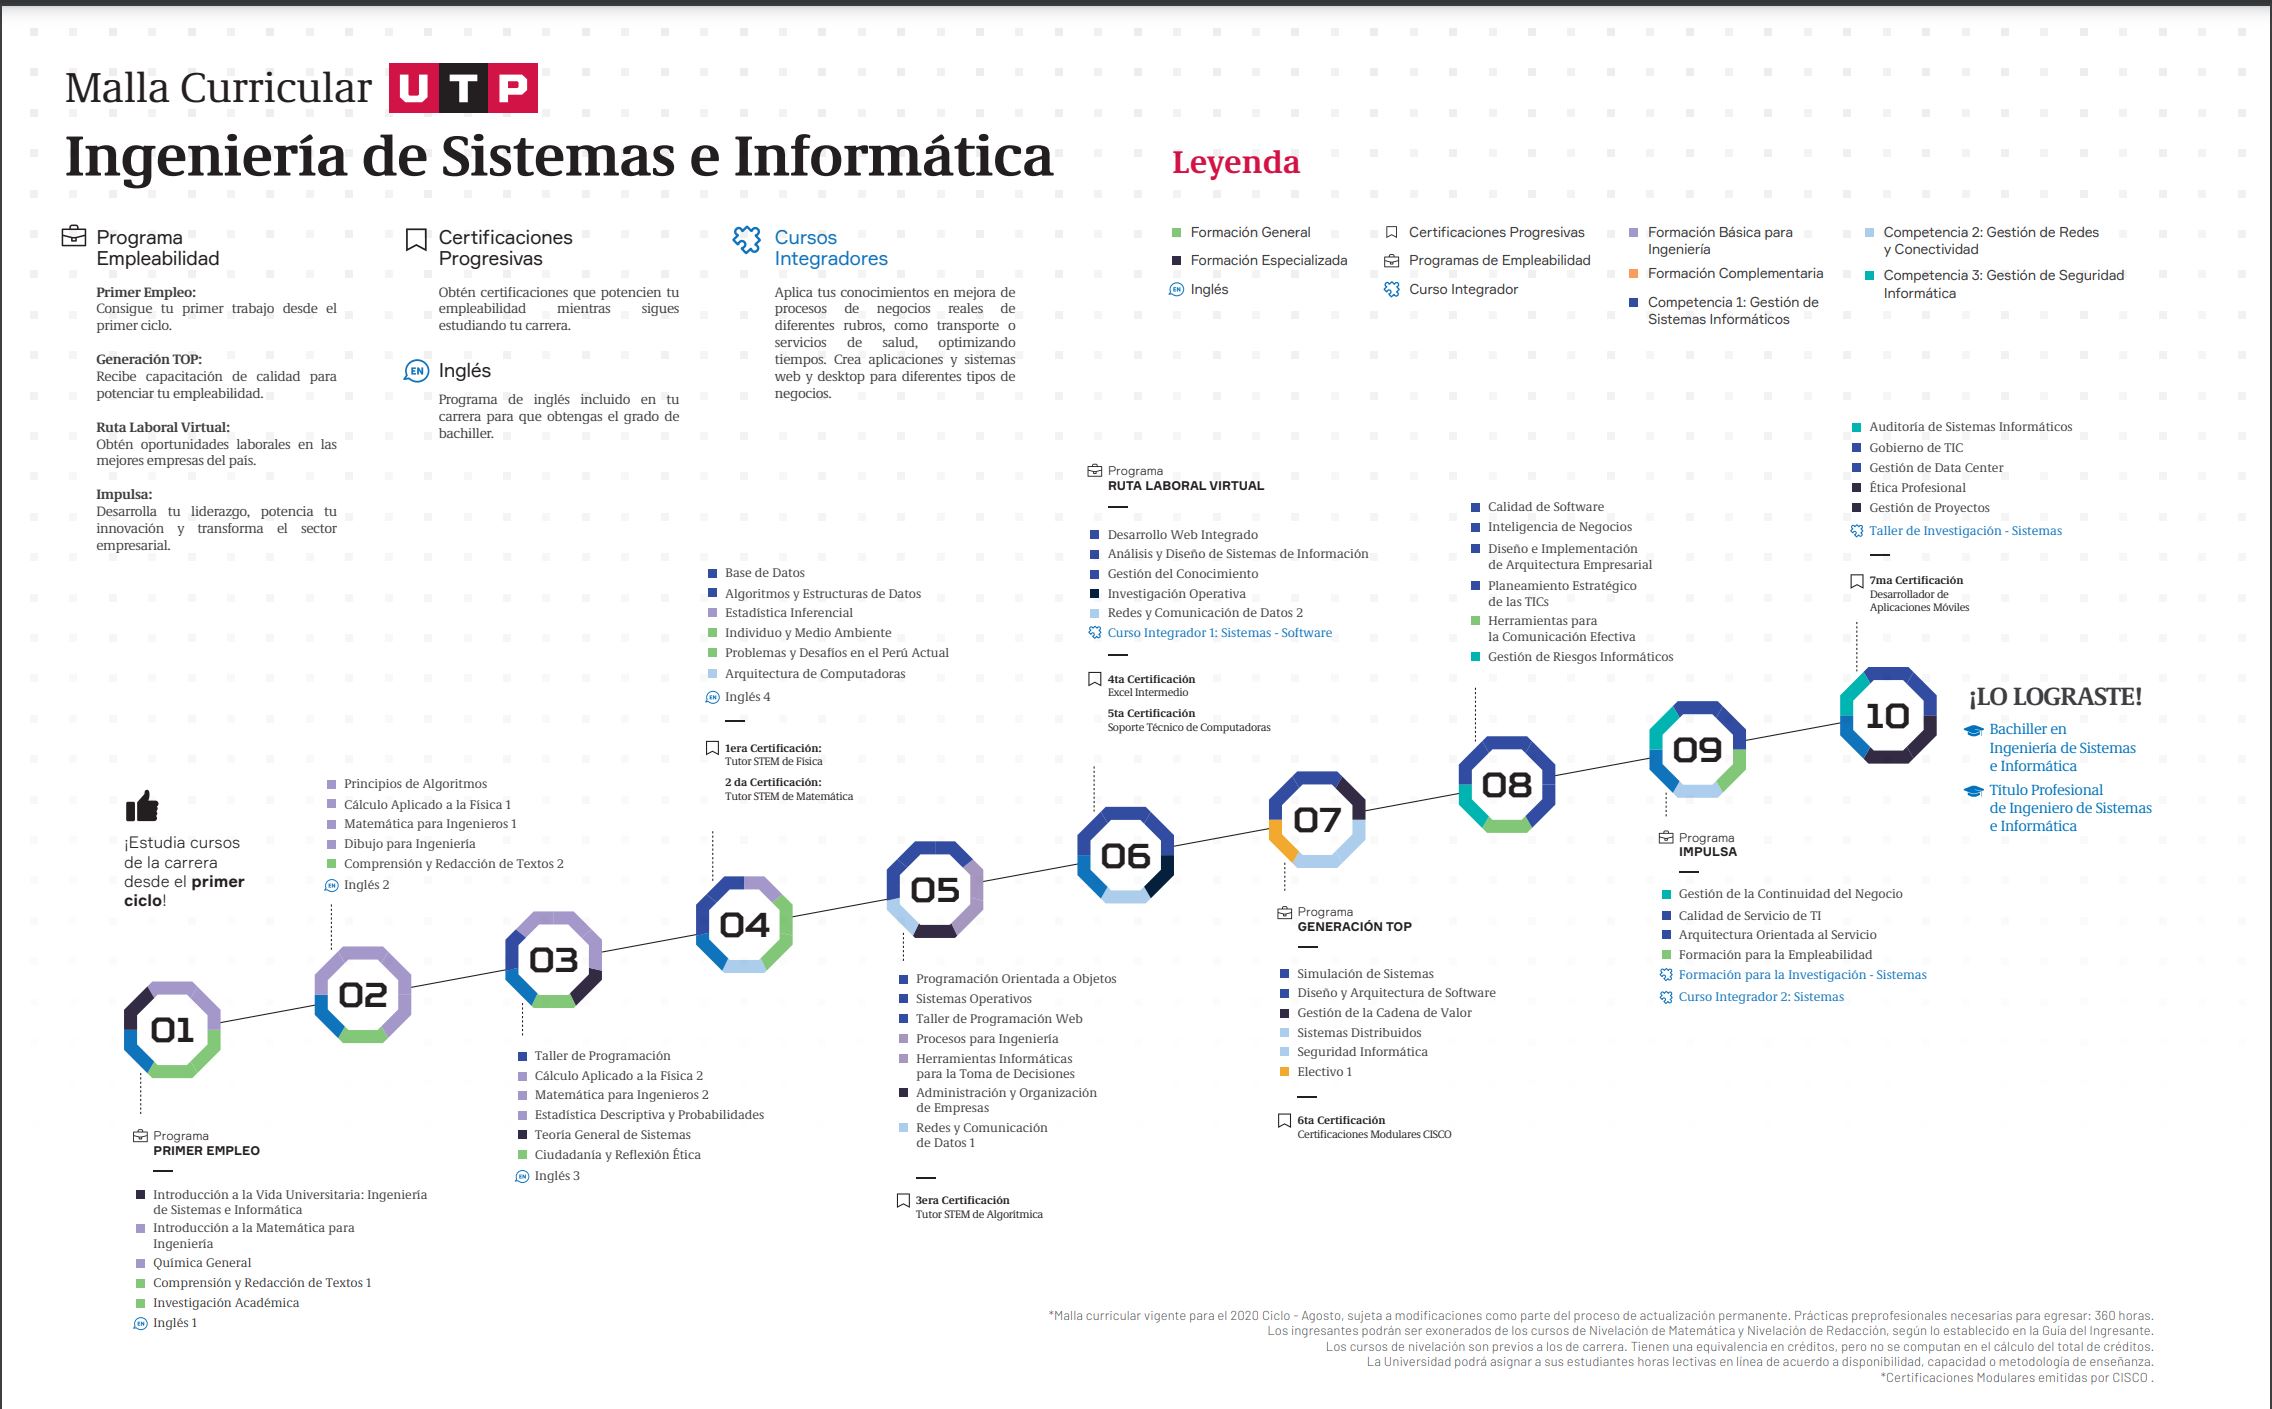 Malla Curricular UTP
Ingeniería de Sistemas e Informática
Programa
Empleabilidad
Primer Empleo:
Consigue tu primer trabajo desde el
primer ciclo.
Generación TOP:
Recibe capacitación de calidad para
potenciar tu empleabilidad.
Ruta Laboral Virtual:
Obtén oportunidades laborales en las
mejores empresas del país.
Impulsa:
Desarrolla tu liderazgo, potencia tu
innovación y transforma el sector
empresarial.
Certificaciones
Progresivas
Obtén certificaciones que potencien tu
empleabilidad mientras sigues
estudiando tu carrera.
EN Inglés
Programa de inglés incluido en tu
carrera para que obtengas el grado de
bachiller.
Cursos
Integradores
Aplica tus conocimientos en mejora de
procesos de negocios reales de
diferentes rubros, como transporte o
servicios de salud, optimizando
tiempos. Crea aplicaciones y sistemas
web y desktop para diferentes tipos de
negocios.
Leyenda
Formación General
Formación Especializada
EN Inglés
Certificaciones Progresivas
Programas de Empleabilidad
Curso Integrador
Formación Básica para
Ingeniería
Formación Complementaria
Competencia 1: Gestión de
Sistemas Informáticos
Competencia 2: Gestión de Redes
y Conectividad
Competencia 3: Gestión de Seguridad
Informática
¡Estudia cursos
de la carrera
desde el primer
ciclo!
01
Programa
PRIMER EMPLEO
Introducción a la Vida Universitaria: Ingeniería
de Sistemas e Informática
Introducción a la Matemática para
Ingeniería
Química General
Comprensión y Redacción de Textos 1
Investigación Académica
EN Inglés 1
Principios de Algoritmos
Cálculo Aplicado a la Física 1
Matemática para Ingenieros 1
Dibujo para Ingeniería
Comprensión y Redacción de Textos 2
EN Inglés 2
02
03
Taller de Programación
Cálculo Aplicado a la Física 2
Matemática para Ingenieros 2
Estadística Descriptiva y Probabilidades
Teoría General de Sistemas
Ciudadanía y Reflexión Ética
EN Inglés 3
Base de Datos
Algoritmos y Estructuras de Datos
Estadística Inferencial
Individuo y Medio Ambiente
Problemas y Desafíos en el Perú Actual
Arquitectura de Computadoras
EN Inglés 4
1era Certificación:
Tutor STEM de Física
2 da Certificación:
Tutor STEM de Matemática
04
05
Programación Orientada a Objetos
Sistemas Operativos
Taller de Programación Web
Procesos para Ingeniería
Herramientas Informáticas
para la Toma de Decisiones
Administración y Organización
de Empresas
Redes y Comunicación
de Datos 1
3era Certificación
Tutor STEM de Algorítmica
Programa
RUTA LABORAL VIRTUAL
Desarrollo Web Integrado
Análisis y Diseño de Sistemas de Información
Gestión del Conocimiento
Investigación Operativa
Redes y Comunicación de Datos 2
Curso Integrador 1: Sistemas - Software
4ta Certificación
Excel Intermedio
5ta Certificación
Soporte Técnico de Computadoras
06
07
Programa
GENERACIÓN TOP
Simulación de Sistemas
Diseño y Arquitectura de Software
Gestión de la Cadena de Valor
Sistemas Distribuidos
Seguridad Informática
Electivo 1
6ta Certificación
Certificaciones Modulares CISCO
Calidad de Software
Inteligencia de Negocios
Diseño e Implementación
de Arquitectura Empresarial
Planeamiento Estratégico
de las TICs
Herramientas para
la Comunicación Efectiva
Gestión de Riesgos Informáticos
08
09
Programa
IMPULSA
Gestión de la Continuidad del Negocio
Calidad de Servicio de TI
Arquitectura Orientada al Servicio
Formación para la Empleabilidad
Formación para la Investigación - Sistemas
Curso Integrador 2: Sistemas
Auditoría de Sistemas Informáticos
Gobierno de TIC
Gestión de Data Center
Ética Profesional
Gestión de Proyectos
Taller de Investigación - Sistemas
7ma Certificación
Desarrollador de
Aplicaciones Móviles
10
¡LO LOGRASTE!
Bachiller en
Ingeniería de Sistemas
e Informática
Título Profesional
de Ingeniero de Sistemas
e Informática
*Malla curricular vigente para el 2020 Ciclo - Agosto, sujeta a modificaciones como parte del proceso de actualización permanente. Prácticas preprofesionales necesarias para egresar: 360 horas.
Los ingresantes podrán ser exonerados de los cursos de Nivelación de Matemática y Nivelación de Redacción, según lo establecido en la Guía del Ingresante.
Los cursos de nivelación son previos a los de carrera. Tienen una equivalencia en créditos, pero no se computan en el cálculo del total de créditos.
La Universidad podrá asignar a sus estudiantes horas lectivas en línea de acuerdo a disponibilidad, capacidad o metodología de enseñanza.
*Certificaciones Modulares emitidas por CISCO .